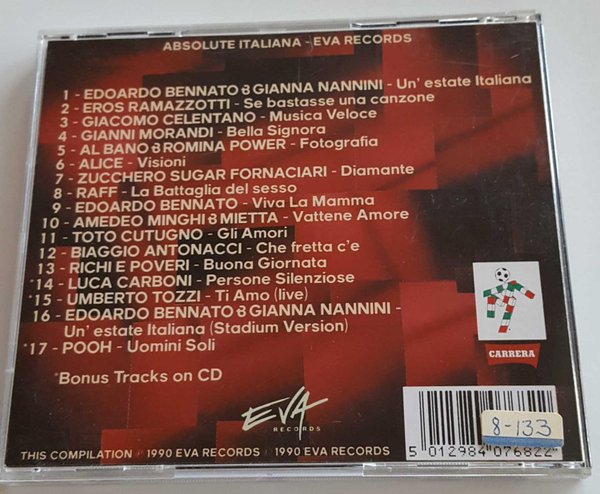 ABSOLUTE ITALIANA - EVA RECORDS
1 - EDOARDO BENNATO & GIANNA NANNINI - Un' estate Italiana
2 - EROS RAMAZZOTTI - Se bastasse una canzone
3 - GIACOMO CELENTANO - Musica Veloce
4 - GIANNI MORANDI - Bella Signora
5 - AL BANO & ROMINA POWER - Fotografia
6 - ALICE - Visioni
7 - ZUCCHERO SUGAR FORNACIARI - Diamante
8 - RAFF - La Battaglia del sesso
9 - EDOARDO BENNATO - Viva La Mamma
10 - AMEDEO MINGHI & MIETTA - Vattene Amore
11 - TOTO CUTUGNO - Gli Amori
12 - BIAGIO ANTONACCI - Che fretta c'e
13 - RICHI E POVERI - Buona Giornata
*14 - LUCA CARBONI - Persone Silenziose
*15 - UMBERTO TOZZI - Ti Amo (live)
16 - EDOARDO BENNATO & GIANNA NANNINI -
Un' estate Italiana (Stadium Version)
*17 - POOH - Uomini Soli
*Bonus Tracks on CD
CARRERA
EVA
RECORDS
8-133
5 012984 076822
THIS COMPILATION ℗ 1990 EVA RECORDS © 1990 EVA RECORDS